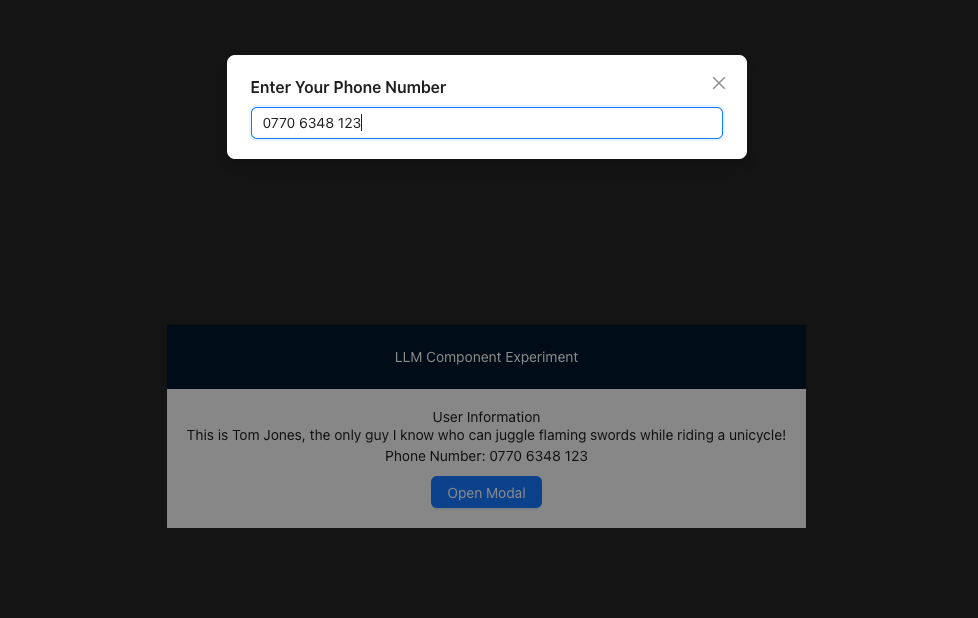 Enter Your Phone Number
0770 6348 123
LLM Component Experiment
User Information
This is Tom Jones, the only guy I know who can juggle flaming swords while riding a unicycle!
Phone Number: 0770 6348 123
Open Modal